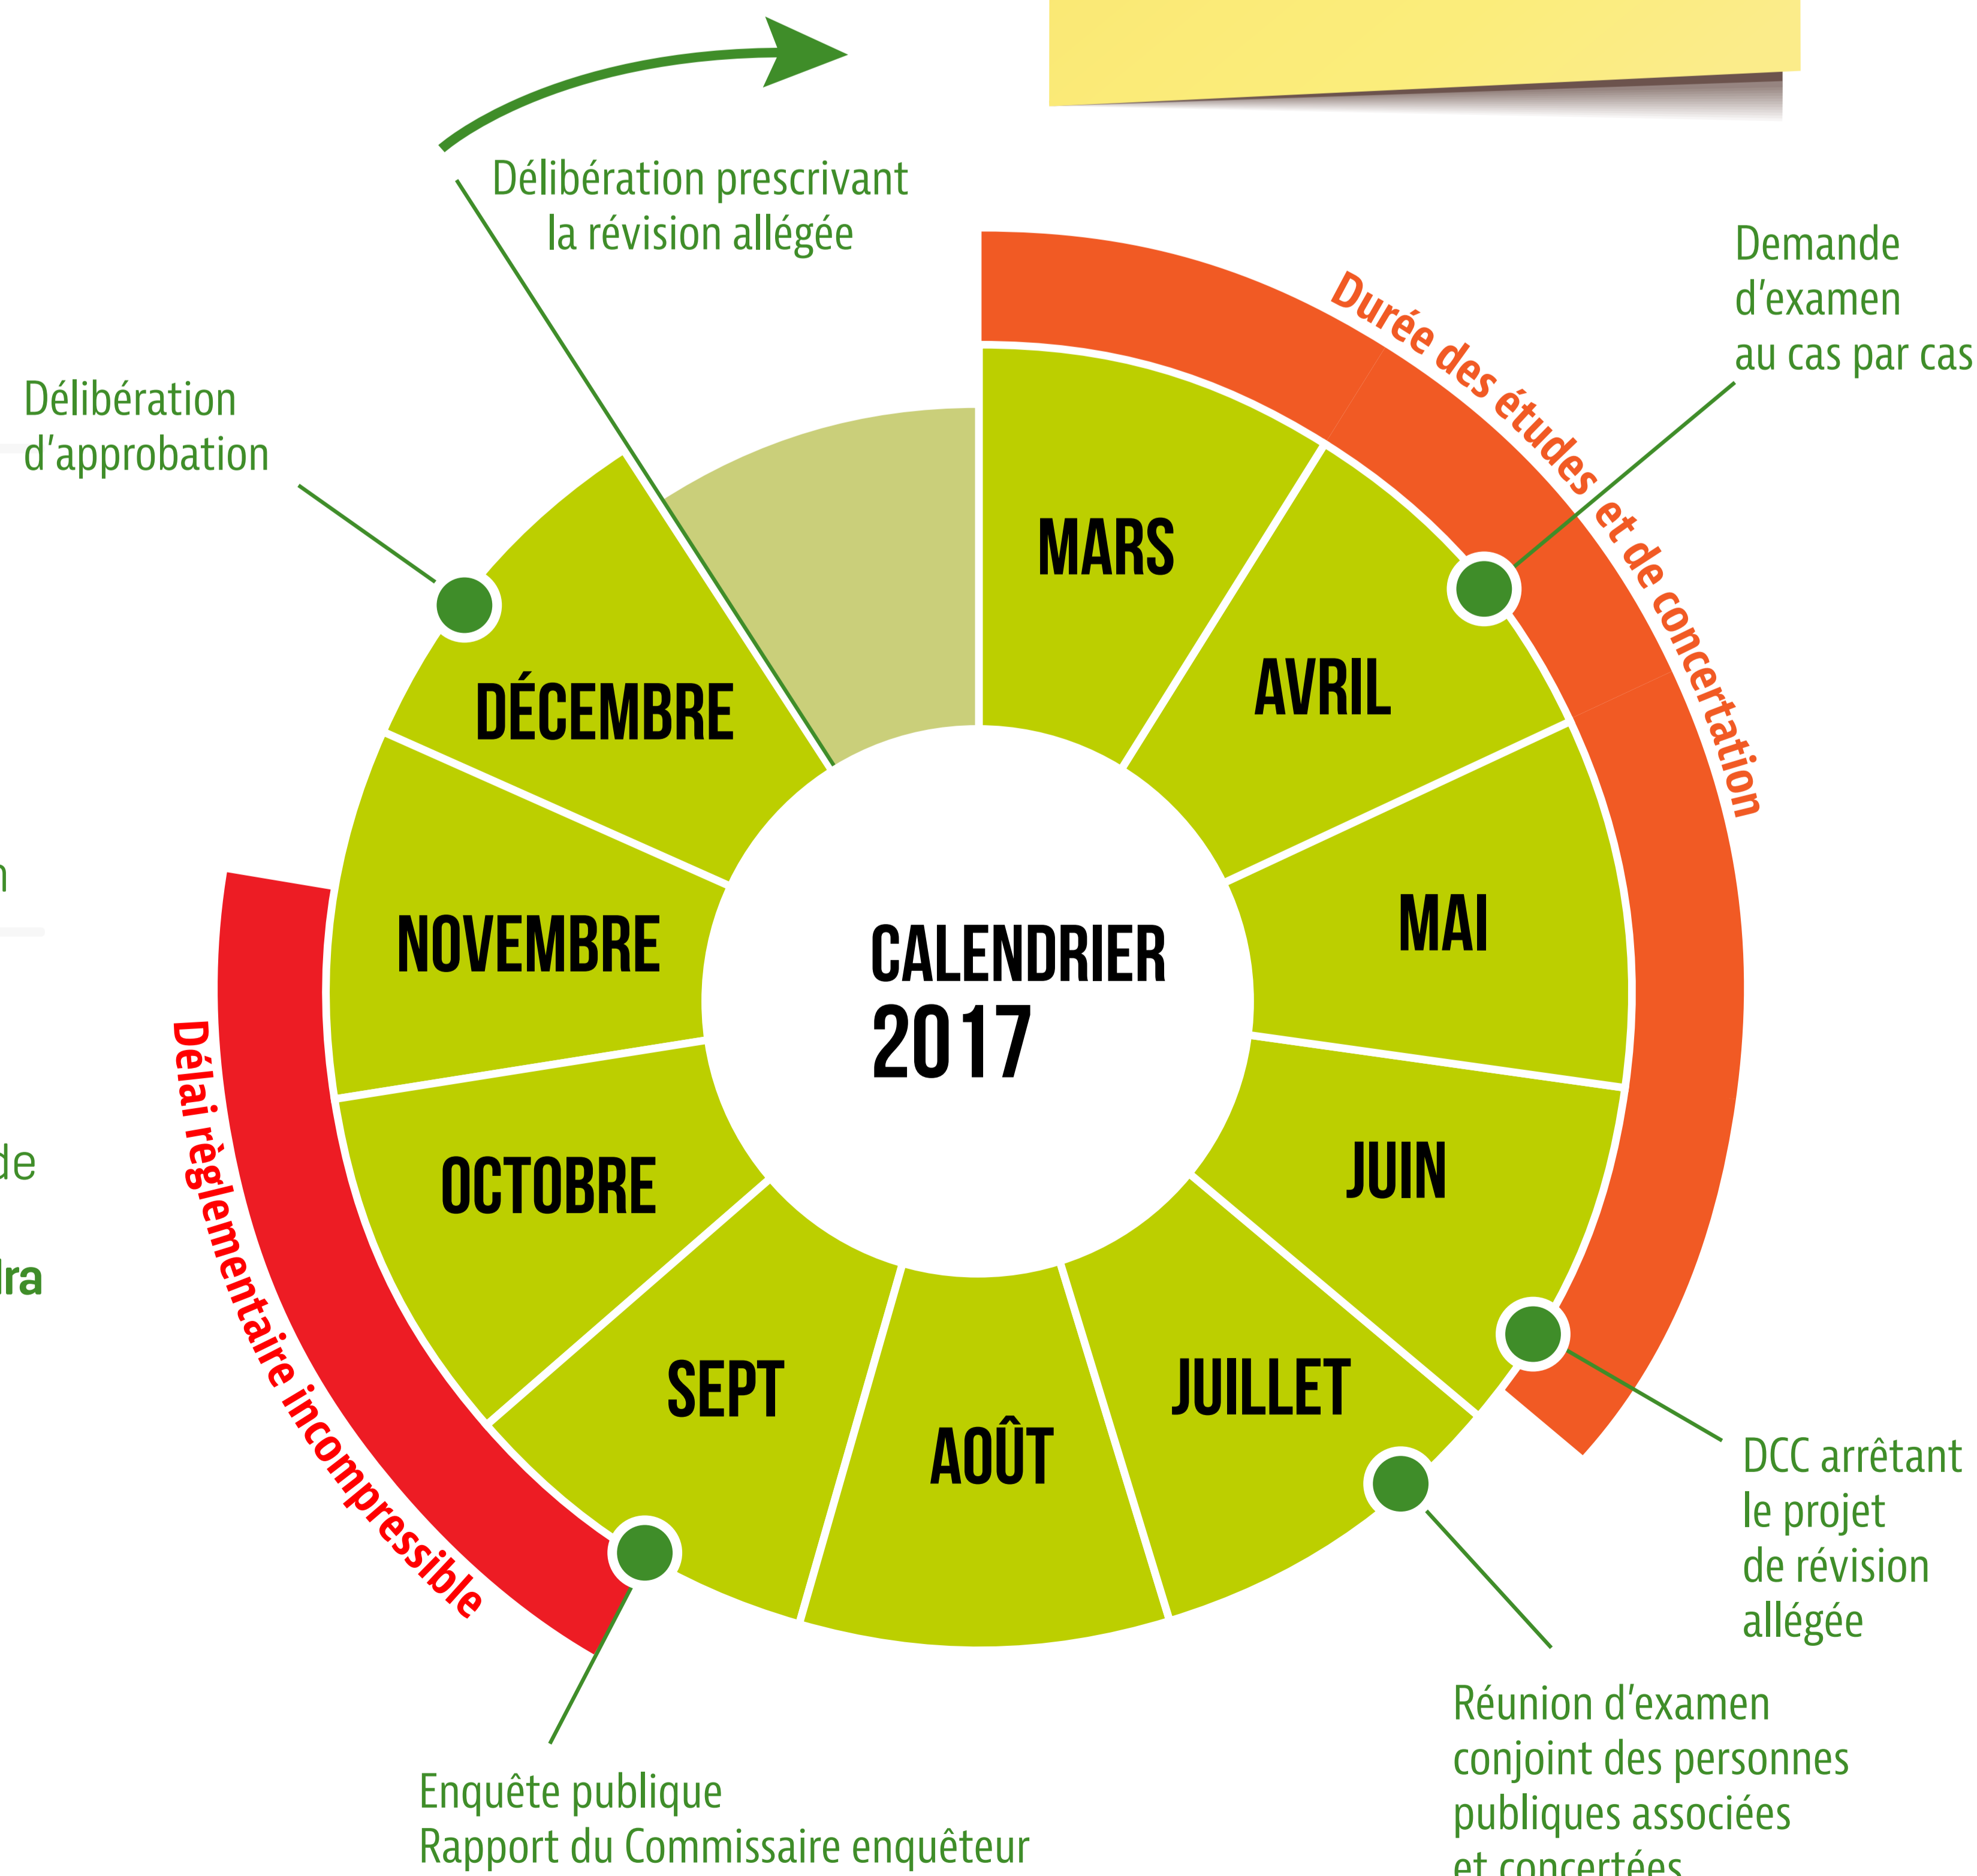 Délibération prescrivant
la révision allégée
Demande
d'examen
au cas par cas
Durée des études et de concertation
Délibération
d'approbation
MARS
AVRIL
MAI
JUIN
JUILLET
AOÛT
SEPT
OCTOBRE
NOVEMBRE
DÉCEMBRE
CALENDRIER
2017
Délai règlementaire incompressible
DCC arrêtant
le projet
de révision
allégée
Réunion d'examen
conjoint des personnes
publiques associées
et concertées
Enquête publique
Rapport du Commissaire enquêteur